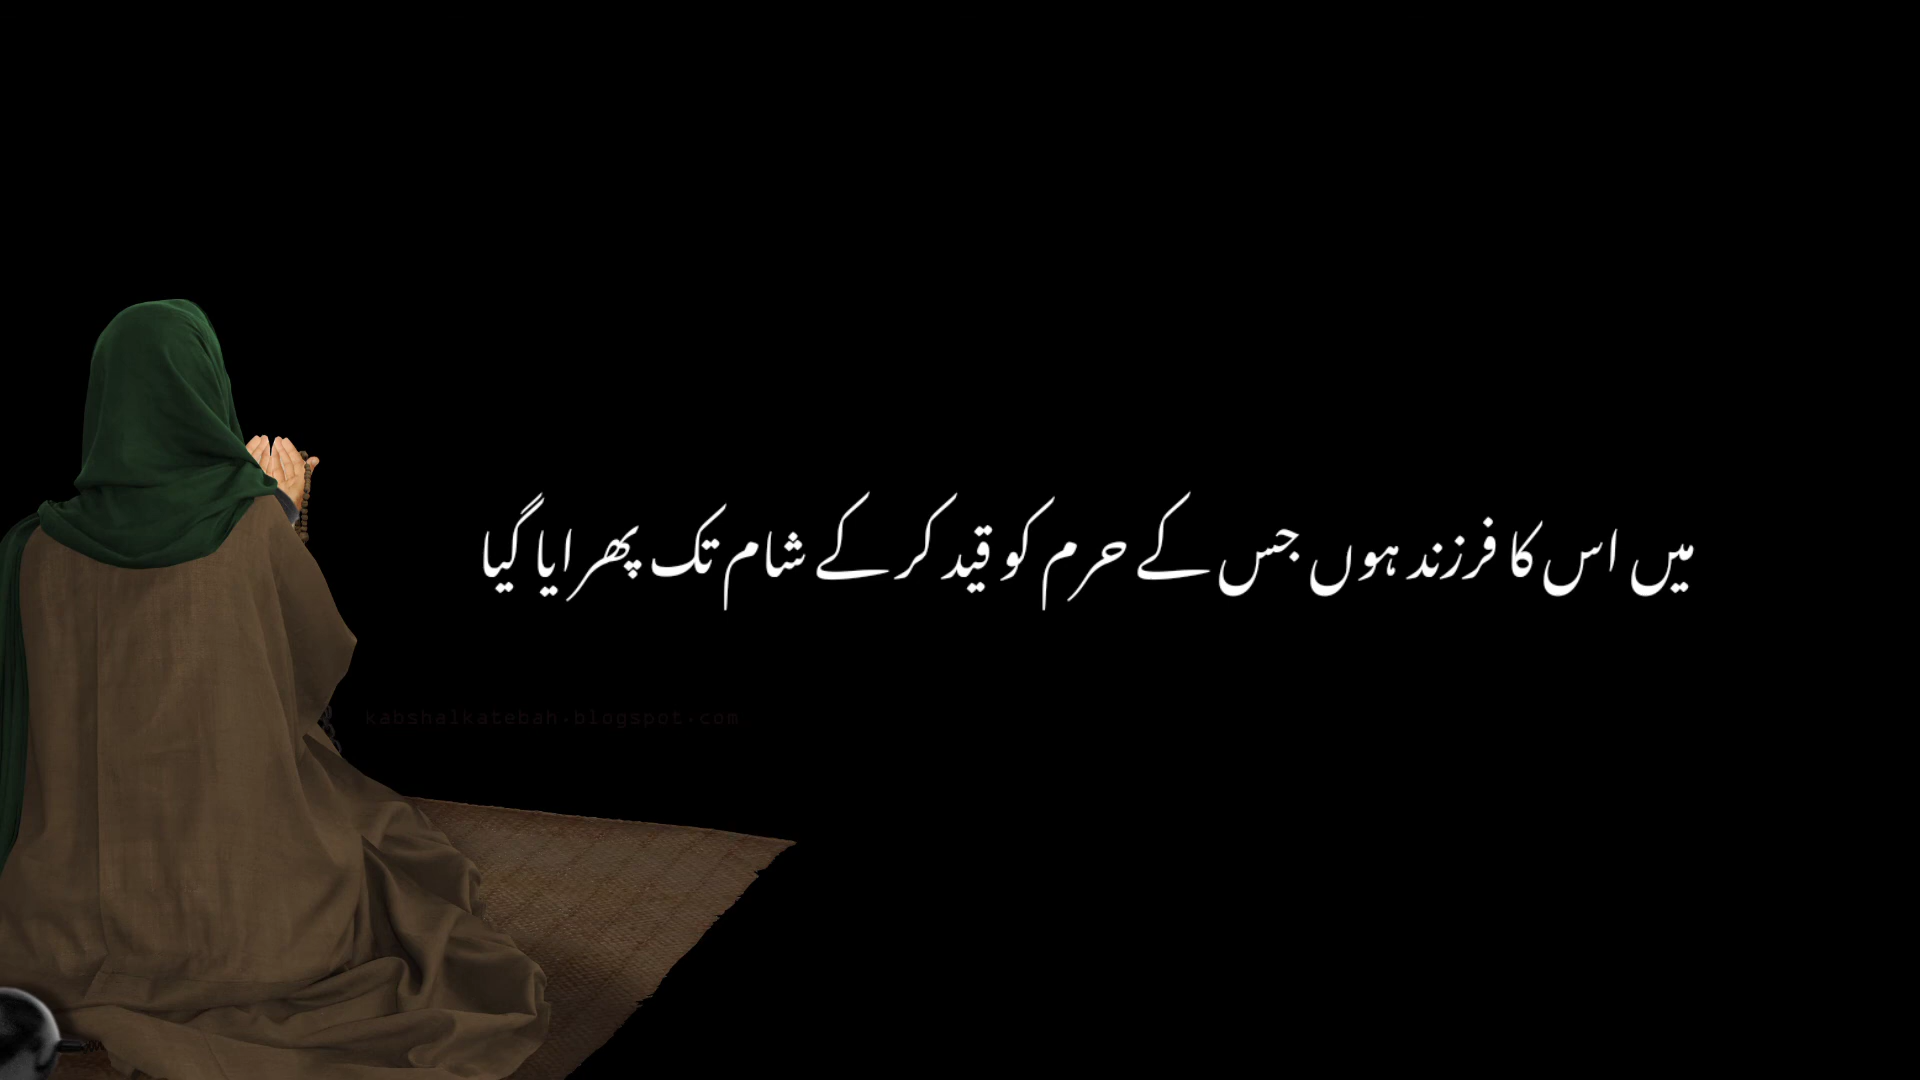 میں اس کا فرزند ہوں جس کے حرم کو قید کر کے شام تک پھرایا گیا
kabshalkatebah.blogspot.com